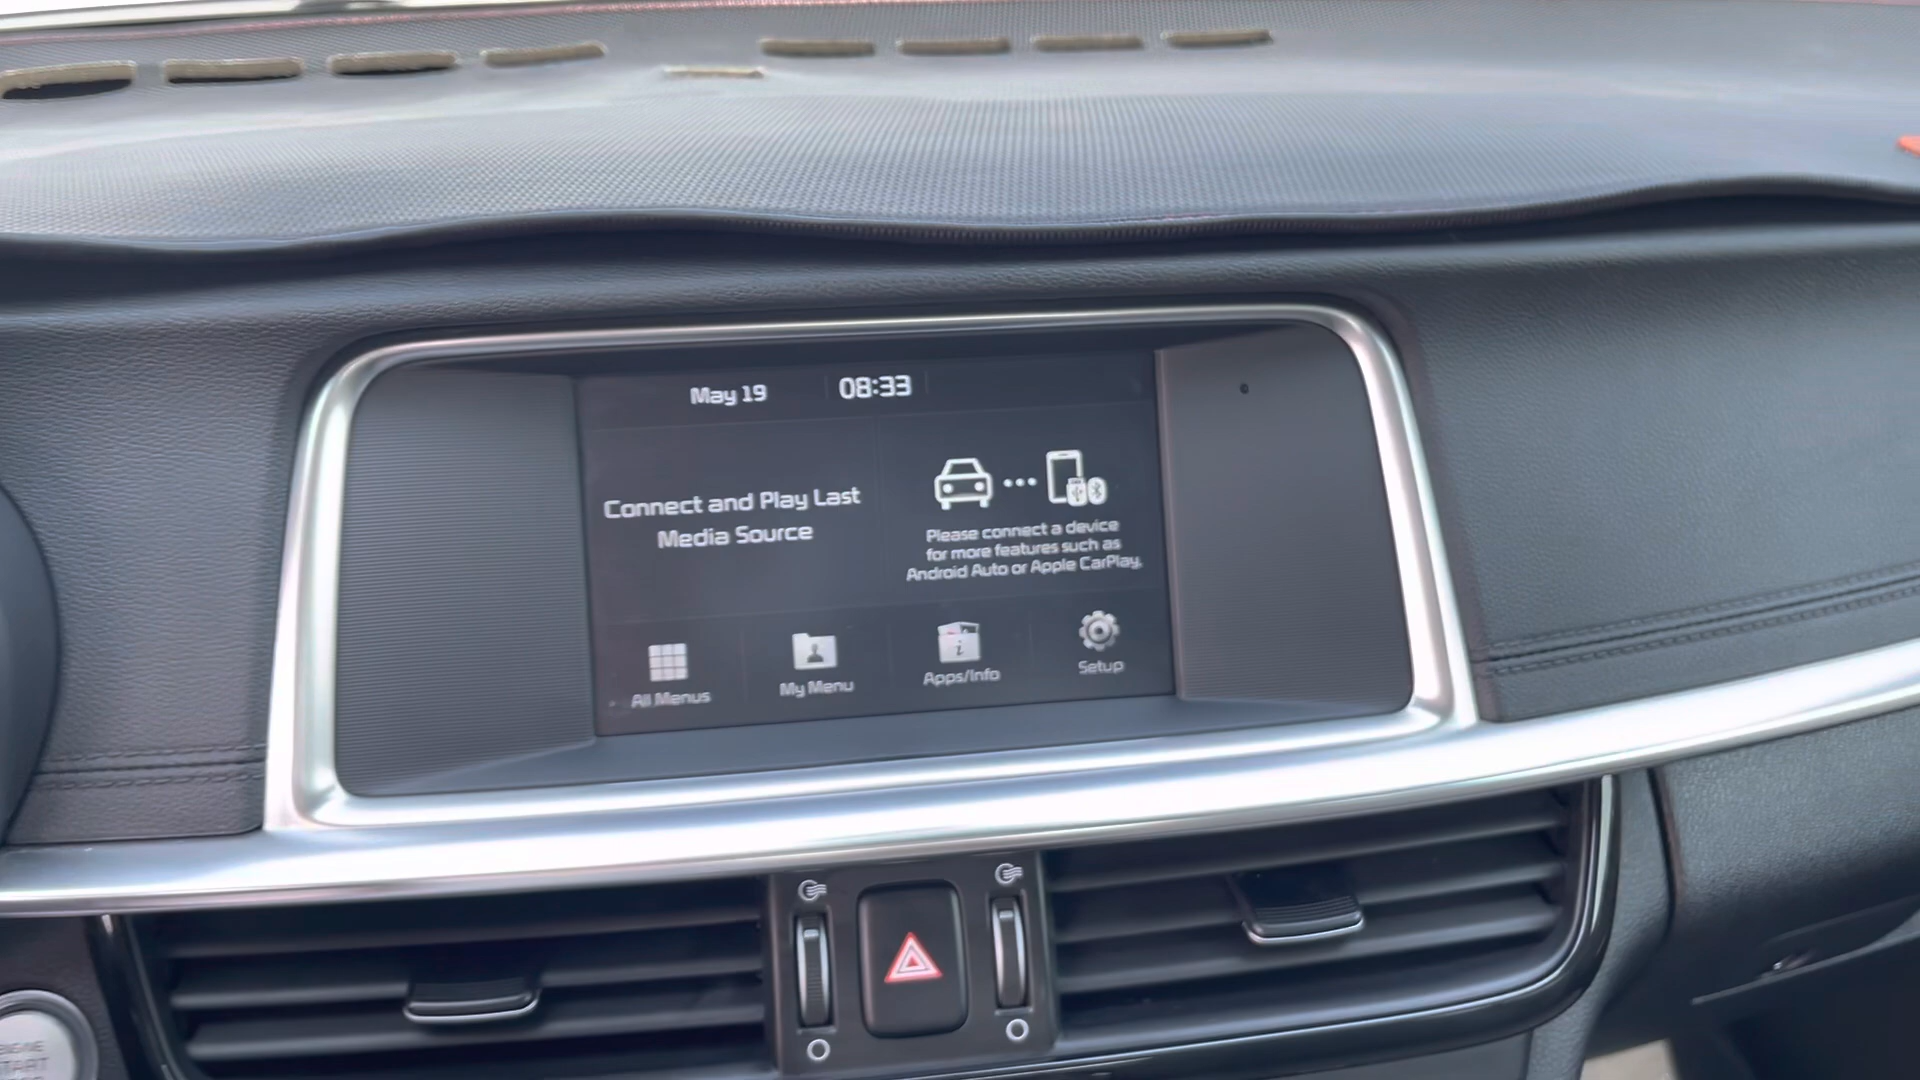 May 19 08:33
Connect and Play Last
Media Source
Please connect a device
for more features such as
Android Auto or Apple CarPlay.
All Menus My Menu Apps/Info Setup